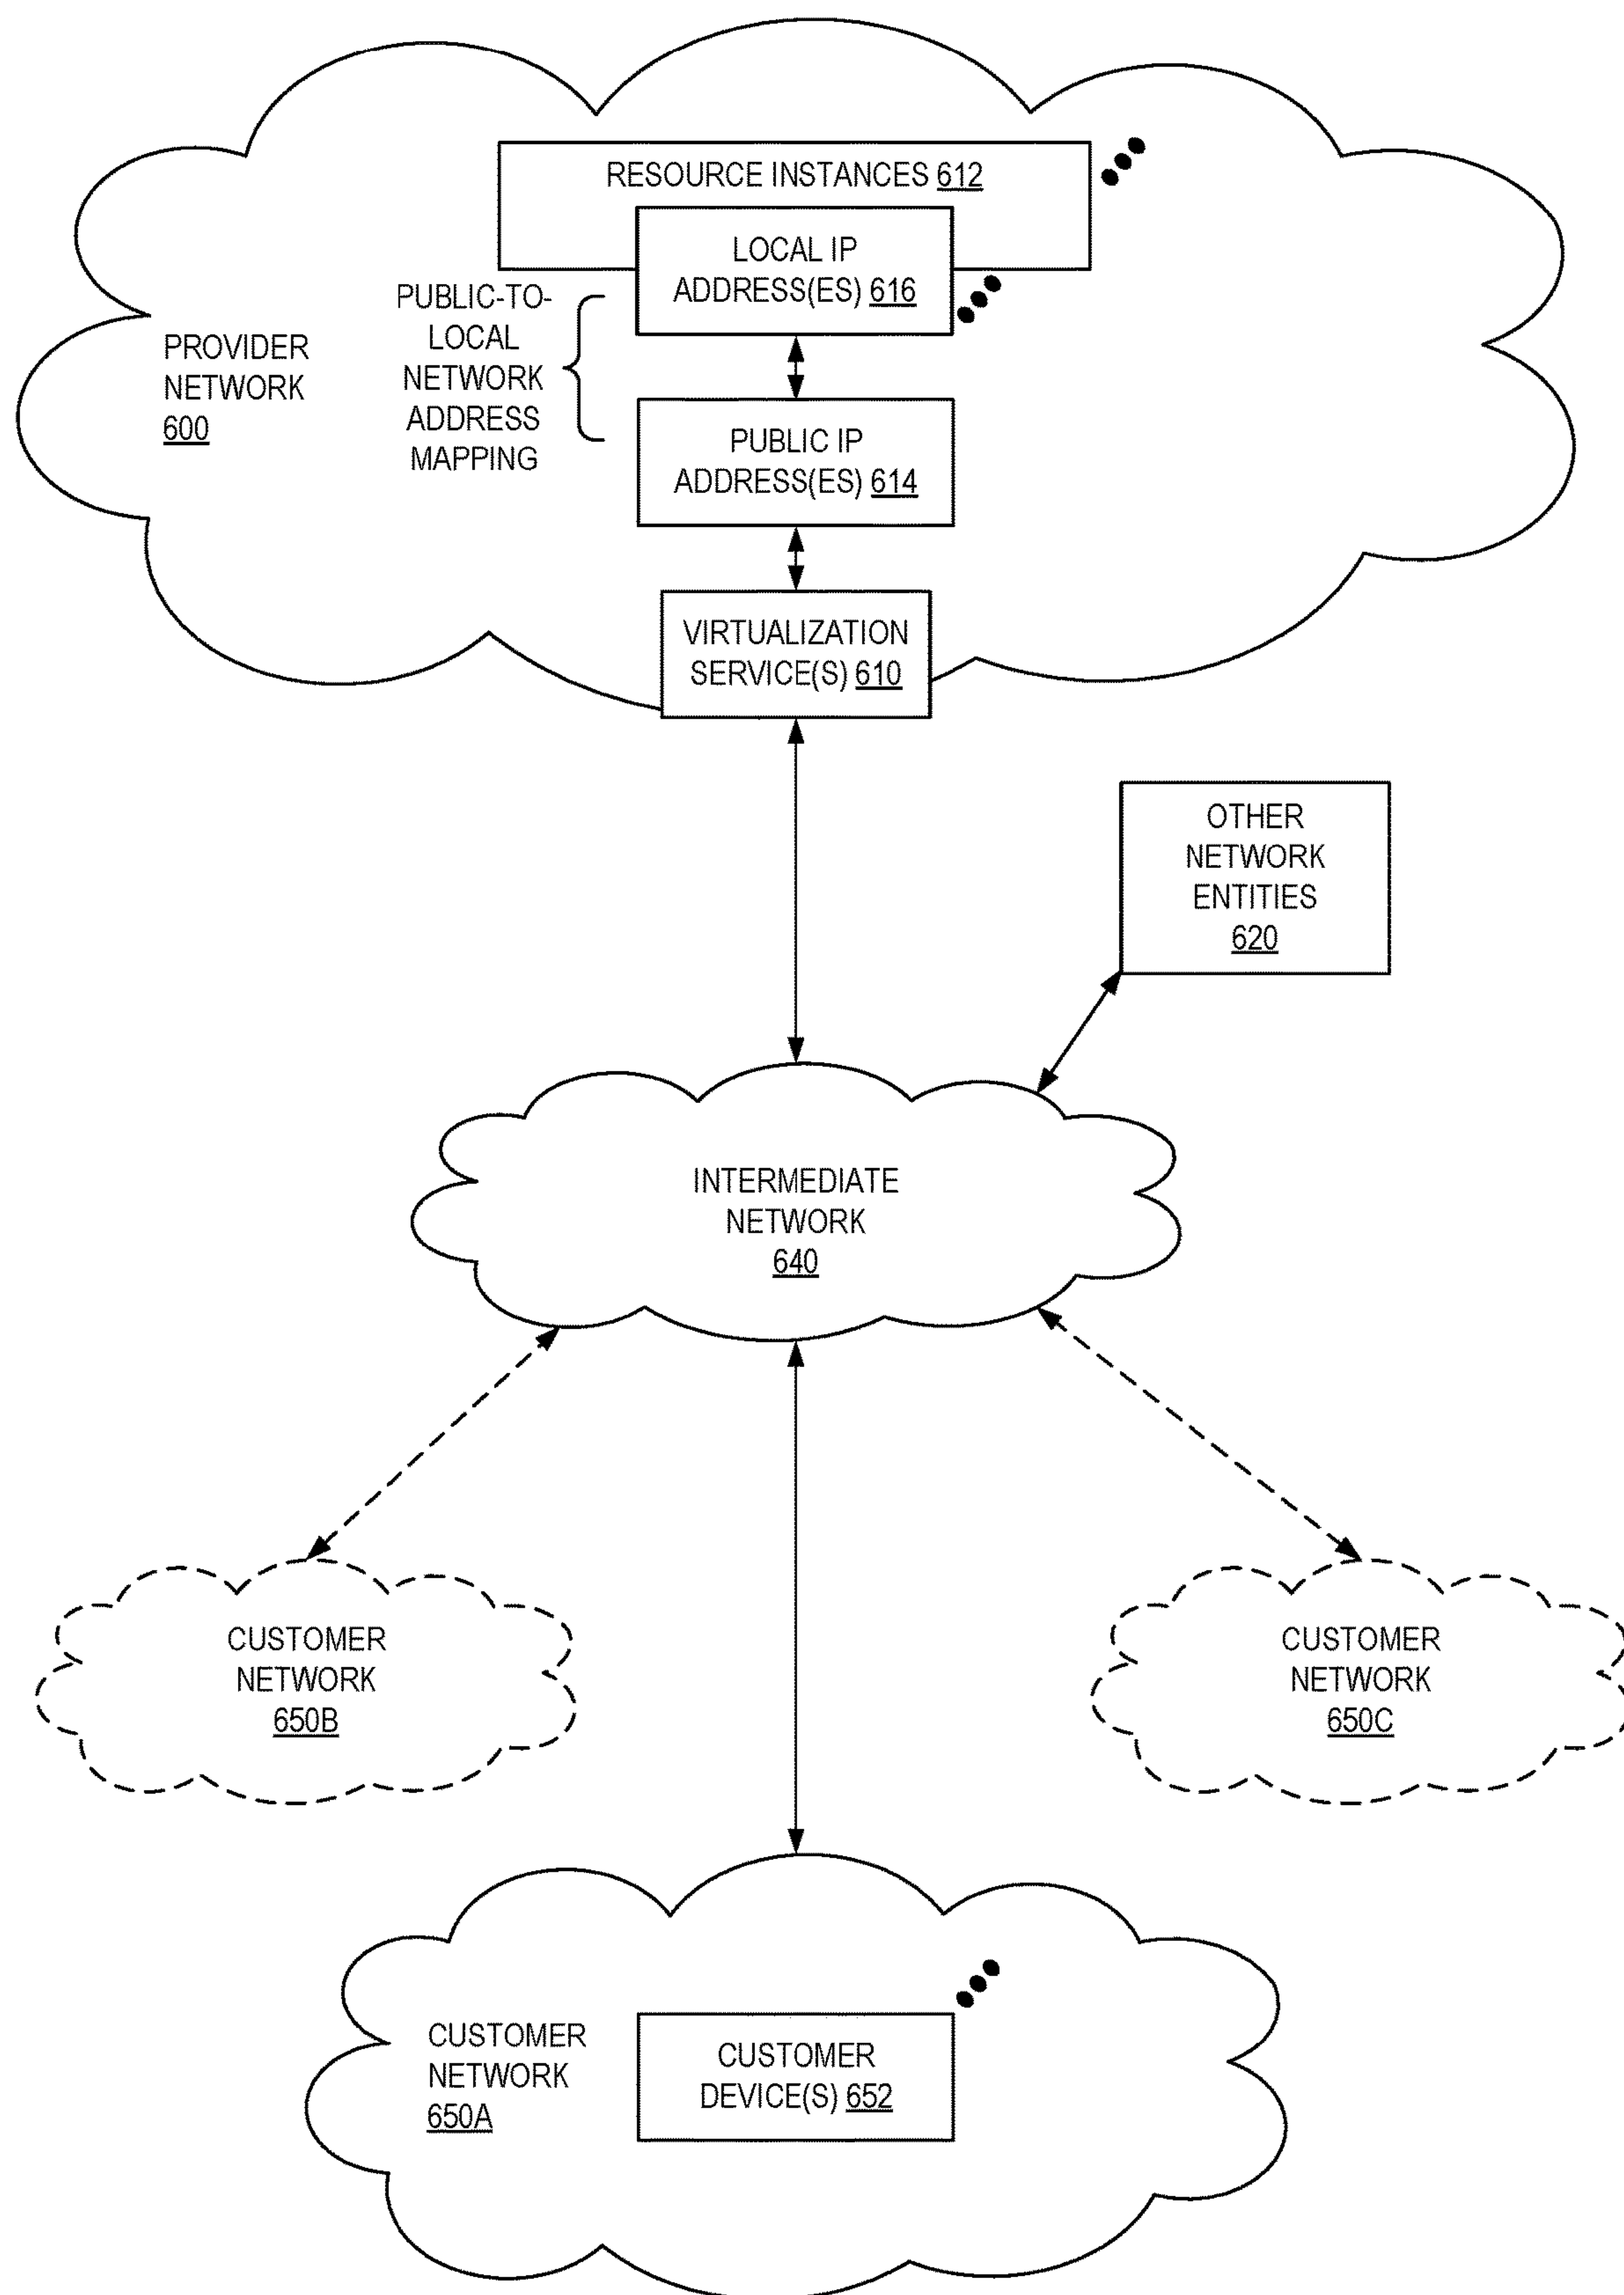 RESOURCE INSTANCES 612
LOCAL IP
ADDRESS(ES) 616
PUBLIC-TO-
LOCAL
NETWORK
ADDRESS
MAPPING
PROVIDER
NETWORK
600
PUBLIC IP
ADDRESS(ES) 614
VIRTUALIZATION
SERVICE(S) 610
OTHER
NETWORK
ENTITIES
620
INTERMEDIATE
NETWORK
640
CUSTOMER
NETWORK
650B
CUSTOMER
NETWORK
650C
CUSTOMER
NETWORK
650A
CUSTOMER
DEVICE(S) 652